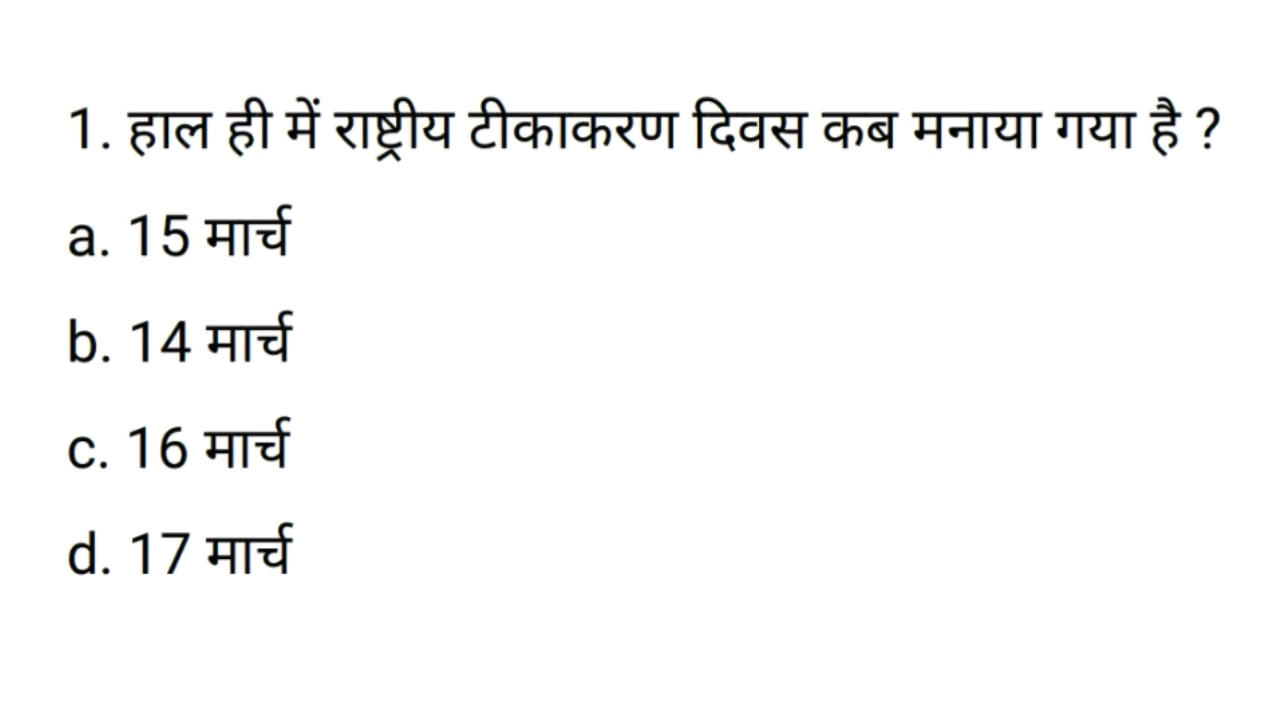 1. हाल ही में राष्ट्रीय टीकाकरण दिवस कब मनाया गया है ?
a. 15 मार्च
b. 14 मार्च
c. 16 मार्च
d. 17 मार्च